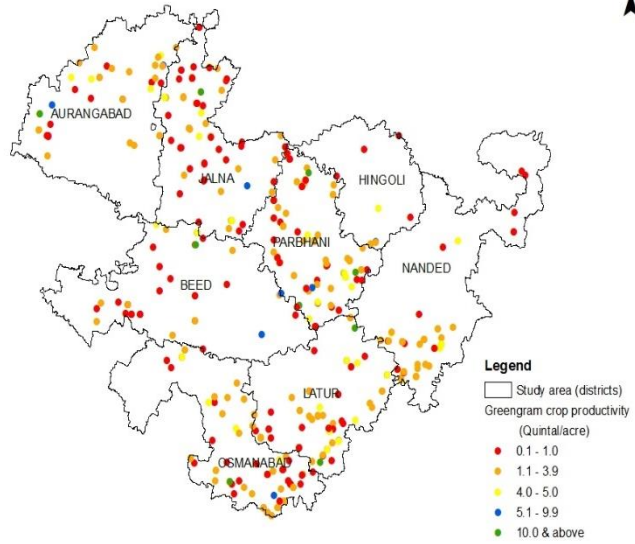 AURANGABAD
JALNA
HINGOLI
PARBHANI
NANDED
BEED
LATUR
OSMANABAD
Legend
Study area (districts)
Greengram crop productivity
(Quintal/acre)
0.1 - 1.0
1.1 - 3.9
4.0 - 5.0
5.1 - 9.9
10.0 & above